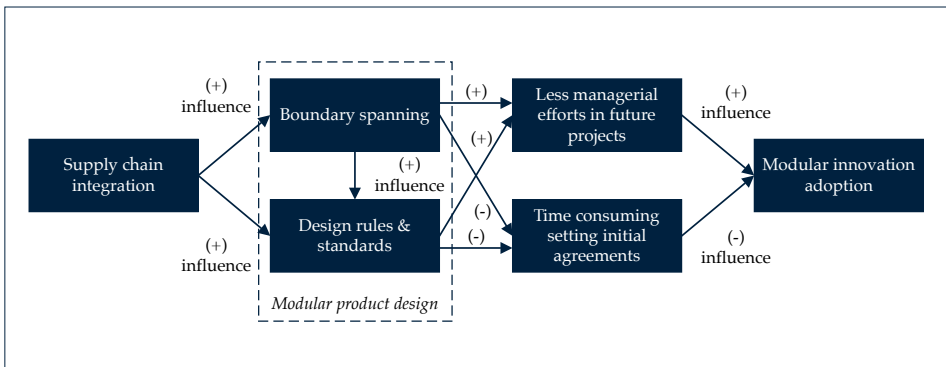 Supply chain
integration
(+)
influence
(+)
influence
Boundary spanning
(+)
influence
Design rules &
standards
Modular product design
(+)
(+)
(-)
(-)
Less managerial
efforts in future
projects
Time consuming
setting initial
agreements
(+)
influence
(-)
influence
Modular innovation
adoption